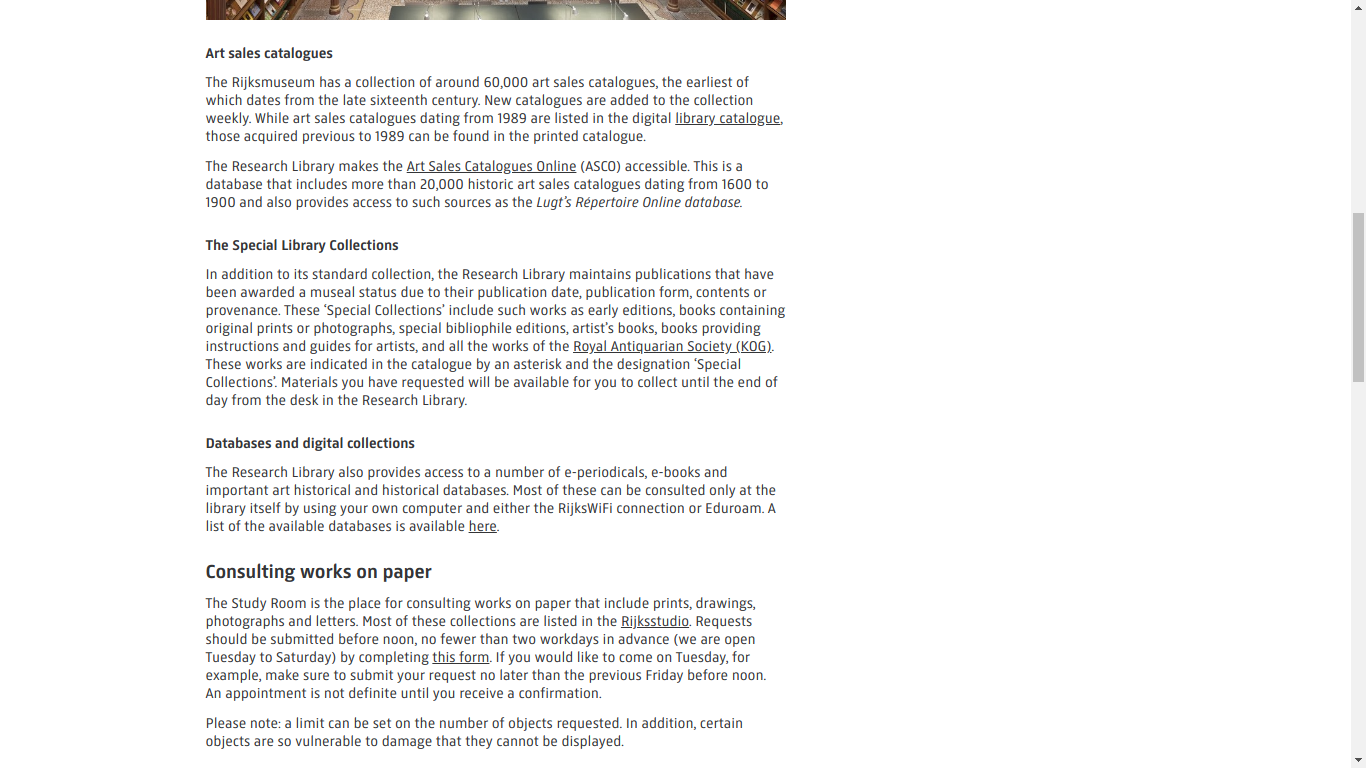 Art sales catalogues
The Rijksmuseum has a collection of around 60,000 art sales catalogues, the earliest of
which dates from the late sixteenth century. New catalogues are added to the collection
weekly. While art sales catalogues dating from 1989 are listed in the digital library catalogue,
those acquired previous to 1989 can be found in the printed catalogue.
The Research Library makes the Art Sales Catalogues Online (ASCO) accessible. This is a
database that includes more than 20,000 historic art sales catalogues dating from 1600 to
1900 and also provides access to such sources as the Lugt’s Répertoire Online database.
The Special Library Collections
In addition to its standard collection, the Research Library maintains publications that have
been awarded a museal status due to their publication date, publication form, contents or
provenance. These ‘Special Collections’ include such works as early editions, books containing
original prints or photographs, special bibliophile editions, artist’s books, books providing
instructions and guides for artists, and all the works of the Royal Antiquarian Society (KOG).
These works are indicated in the catalogue by an asterisk and the designation ‘Special
Collections’. Materials you have requested will be available for you to collect until the end of
day from the desk in the Research Library.
Databases and digital collections
The Research Library also provides access to a number of e-periodicals, e-books and
important art historical and historical databases. Most of these can be consulted only at the
library itself by using your own computer and either the RijksWiFi connection or Eduroam. A
list of the available databases is available here.
Consulting works on paper
The Study Room is the place for consulting works on paper that include prints, drawings,
photographs and letters. Most of these collections are listed in the Rijksstudio. Requests
should be submitted before noon, no fewer than two workdays in advance (we are open
Tuesday to Saturday) by completing this form. If you would like to come on Tuesday, for
example, make sure to submit your request no later than the previous Friday before noon.
An appointment is not definite until you receive a confirmation.
Please note: a limit can be set on the number of objects requested. In addition, certain
objects are so vulnerable to damage that they cannot be displayed.